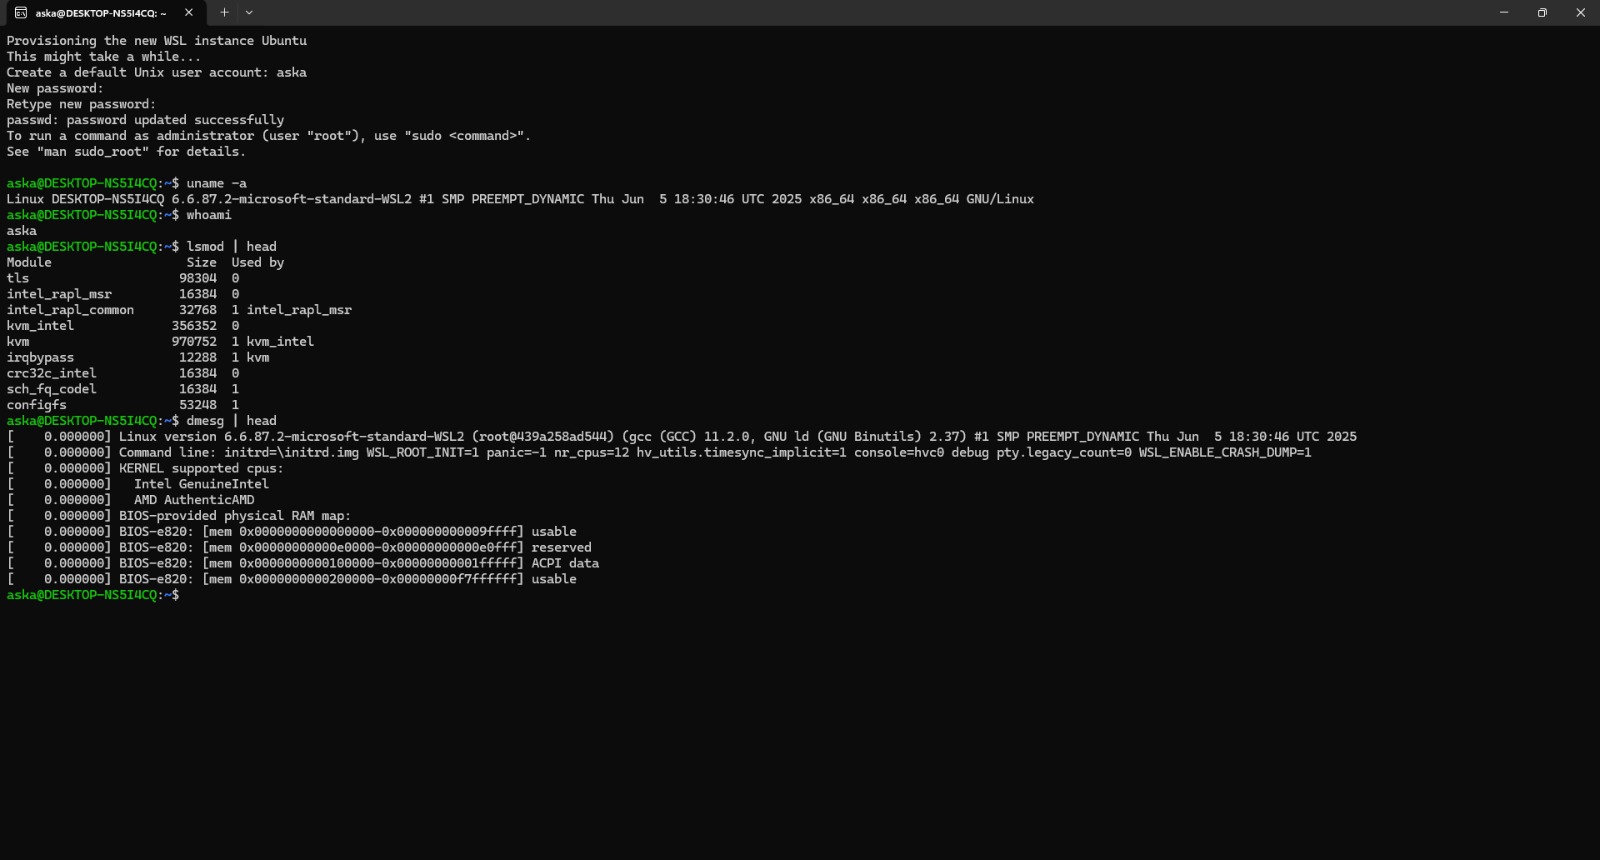 aska@DESKTOP-NS5I4CQ: ~
Provisioning the new WSL instance Ubuntu
This might take a while...
Create a default Unix user account: aska
New password:
Retype new password:
passwd: password updated successfully
To run a command as administrator (user "root"), use "sudo <command>".
See "man sudo_root" for details.

aska@DESKTOP-NS5I4CQ:~$ uname -a
Linux DESKTOP-NS5I4CQ 6.6.87.2-microsoft-standard-WSL2 #1 SMP PREEMPT_DYNAMIC Thu Jun  5 18:30:46 UTC 2025 x86_64 x86_64 x86_64 GNU/Linux
aska@DESKTOP-NS5I4CQ:~$ whoami
aska
aska@DESKTOP-NS5I4CQ:~$ lsmod | head
Module                  Size  Used by
tls                    98304  0
intel_rapl_msr         16384  0
intel_rapl_common      32768  1 intel_rapl_msr
kvm_intel             356352  0
kvm                   970752  1 kvm_intel
irqbypass              12288  1 kvm
crc32c_intel           16384  0
sch_fq_codel           16384  1
configfs               53248  1
aska@DESKTOP-NS5I4CQ:~$ dmesg | head
[    0.000000] Linux version 6.6.87.2-microsoft-standard-WSL2 (root@439a258ad544) (gcc (GCC) 11.2.0, GNU ld (GNU Binutils) 2.37) #1 SMP PREEMPT_DYNAMIC Thu Jun  5 18:30:46 UTC 2025
[    0.000000] Command line: initrd=\initrd.img WSL_ROOT_INIT=1 panic=-1 nr_cpus=12 hv_utils.timesync_implicit=1 console=hvc0 debug pty.legacy_count=0 WSL_ENABLE_CRASH_DUMP=1
[    0.000000] KERNEL supported cpus:
[    0.000000]   Intel GenuineIntel
[    0.000000]   AMD AuthenticAMD
[    0.000000] BIOS-provided physical RAM map:
[    0.000000] BIOS-e820: [mem 0x0000000000000000-0x000000000009ffff] usable
[    0.000000] BIOS-e820: [mem 0x00000000000e0000-0x00000000000e0fff] reserved
[    0.000000] BIOS-e820: [mem 0x0000000000100000-0x00000000001fffff] ACPI data
[    0.000000] BIOS-e820: [mem 0x0000000000200000-0x00000000f7ffffff] usable
aska@DESKTOP-NS5I4CQ:~$